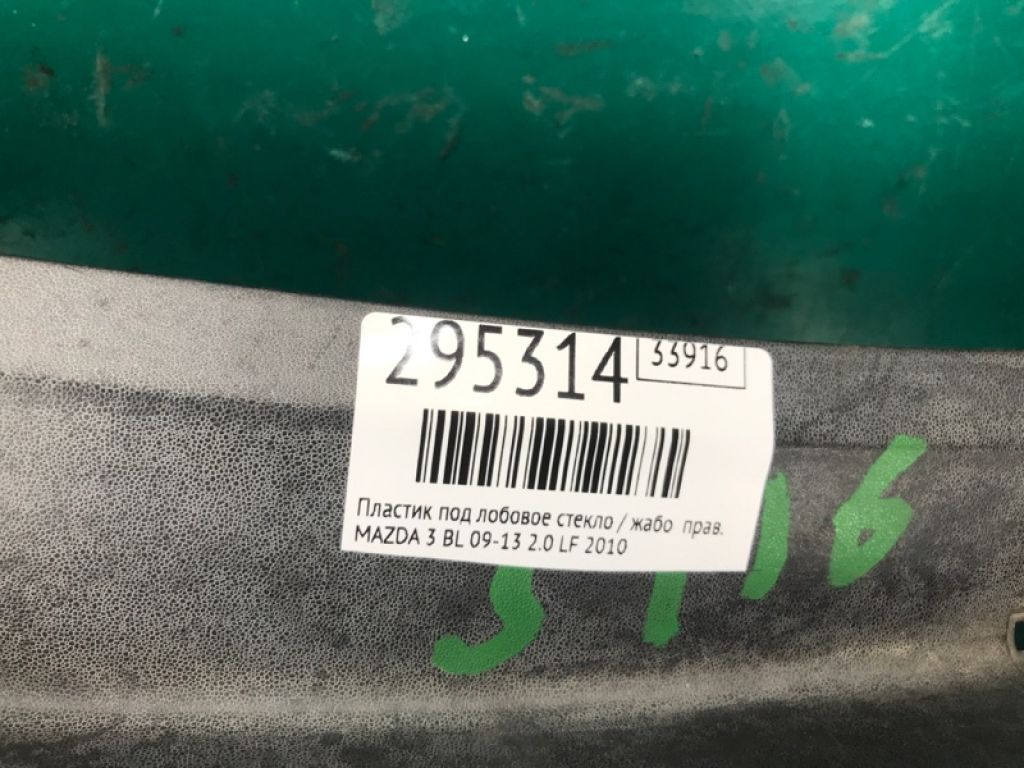 295314 33916
Пластик под лобовое стекло / жабо прав.
MAZDA 3 BL 09-13 2.0 LF 2010